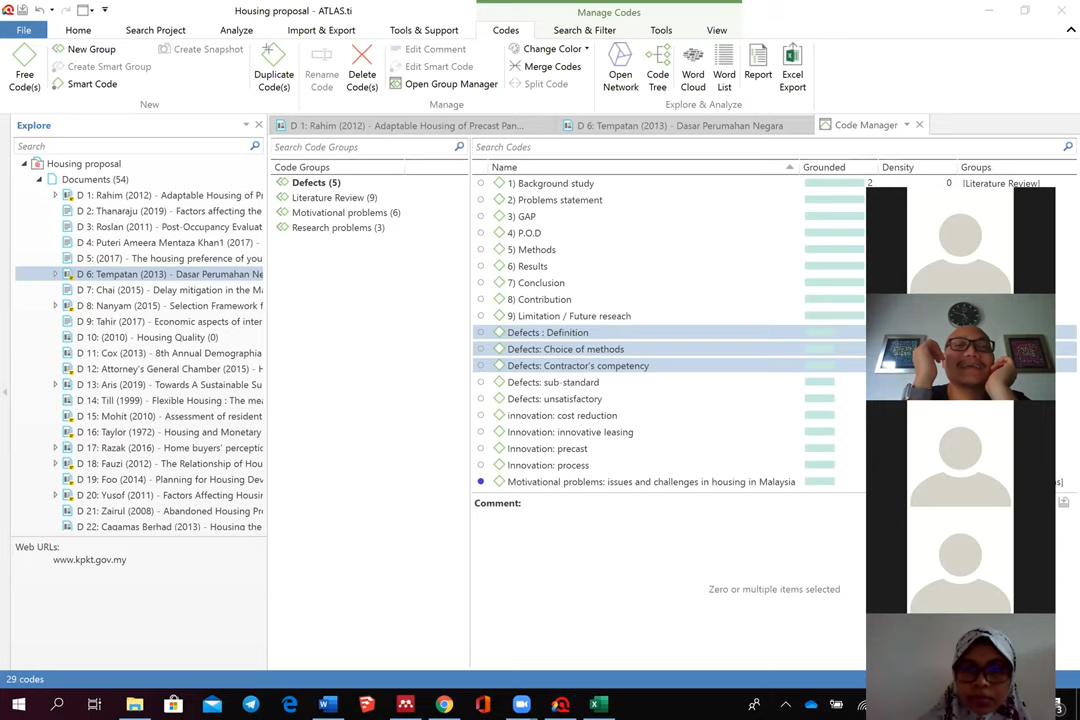 Housing proposal - ATLAS.ti
Manage Codes
File
Home
Search Project
Analyze
Import & Export
Tools & Support
Codes
Search & Filter
Tools
View
Free Code(s)
New Group
Create Smart Group
Smart Code
Create Snapshot
New
Duplicate Code(s)
Rename Code
Delete Code(s)
Edit Comment
Edit Smart Code
Open Group Manager
Manage
Change Color
Merge Codes
Split Code
Open Network
Code Tree
Word Cloud
Word List
Report
Excel Export
Explore & Analyze
Explore
D 1: Rahim (2012) - Adaptable Housing of Precast Pan...
D 6: Tempatan (2013) - Dasar Perumahan Negara
Code Manager
Search
Housing proposal
Documents (54)
D 1: Rahim (2012) - Adaptable Housing of Pr
D 2: Thanaraju (2019) - Factors affecting the
D 3: Roslan (2011) - Post-Occupancy Evaluat
D 4: Puteri Ameera Mentaza Khan1 (2017) -
D 5: (2017) - The housing preference of you
D 6: Tempatan (2013) - Dasar Perumahan Ne
D 7: Chai (2015) - Delay mitigation in the Ma
D 8: Nanyam (2015) - Selection Framework f
D 9: Tahir (2017) - Economic aspects of inter
D 10: (2010) - Housing Quality (0)
D 11: Cox (2013) - 8th Annual Demographia
D 12: Attorney's General Chamber (2015) -
D 13: Aris (2019) - Towards A Sustainable Su
D 14: Till (1999) - Flexible Housing : The mea
D 15: Mohit (2010) - Assessment of resident
D 16: Taylor (1972) - Housing and Monetary
D 17: Razak (2016) - Home buyers' perceptio
D 18: Fauzi (2012) - The Relationship of Hou
D 19: Foo (2014) - Planning for Housing Dev
D 20: Yusof (2011) - Factors Affecting Housi
D 21: Zairul (2008) - Abandoned Housing Pr
D 22: Cagamas Berhad (2013) - Housing the
Web URLs:
www.kpkt.gov.my
Search Code Groups
Code Groups
Defects (5)
Literature Review (9)
Motivational problems (6)
Research problems (3)
Search Codes
Name
Grounded
Density
Groups
1) Background study
2
0
[Literature Review]
2) Problems statement
3) GAP
4) P.O.D
5) Methods
6) Results
7) Conclusion
8) Contribution
9) Limitation / Future reseach
Defects : Definition
Defects: Choice of methods
Defects: Contractor's competency
Defects: sub-standard
Defects: unsatisfactory
innovation: cost reduction
Innovation: innovative leasing
Innovation: precast
Innovation: process
Motivational problems: issues and challenges in housing in Malaysia
Comment:
Zero or multiple items selected
29 codes